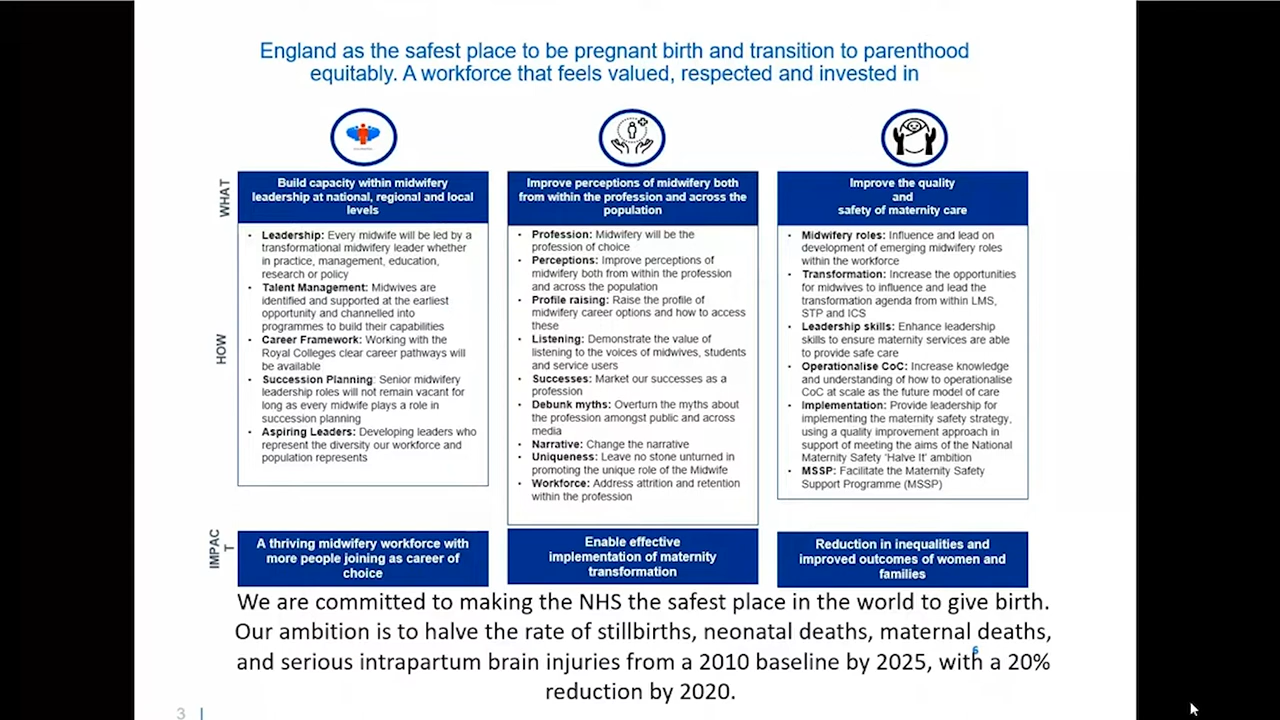 England as the safest place to be pregnant birth and transition to parenthood
equitably. A workforce that feels valued, respected and invested in
WHAT
Build capacity within midwifery
leadership at national, regional and local
levels
Improve perceptions of midwifery both
from within the profession and across the
population
Improve the quality
and
safety of maternity care
HOW
• Leadership: Every midwife will be led by a
transformational midwifery leader whether
in practice, management, education,
research or policy
• Talent Management: Midwives are
identified and supported at the earliest
opportunity and channelled into
programmes to build their capabilities
• Career Framework: Working with the
Royal Colleges clear career pathways will
be available
• Succession Planning: Senior midwifery
leadership roles will not remain vacant for
long as every midwife plays a role in
succession planning
• Aspiring Leaders: Developing leaders who
represent the diversity our workforce and
population represents
• Profession: Midwifery will be the
profession of choice
• Perceptions: Improve perceptions of
midwifery both from within the profession
and across the population
• Profile raising: Raise the profile of
midwifery career options and how to access
these
• Listening: Demonstrate the value of
listening to the voices of midwives, students
and service users
• Successes: Market our successes as a
profession
• Debunk myths: Overturn the myths about
the profession amongst public and across
media
• Narrative: Change the narrative
• Uniqueness: Leave no stone unturned in
promoting the unique role of the Midwife
• Workforce: Address attrition and retention
within the profession
• Midwifery roles: Influence and lead on
development of emerging midwifery roles
within the workforce
• Transformation: Increase the opportunities
for midwives to influence and lead the
transformation agenda from within LMS,
STP and ICS
• Leadership skills: Enhance leadership
skills to ensure maternity services are able
to provide safe care
• Operationalise CoC: Increase knowledge
and understanding of how to operationalise
CoC at scale as the future model of care
• Implementation: Provide leadership for
implementing the maternity safety strategy,
using a quality improvement approach in
support of meeting the aims of the National
Maternity Safety 'Halve It' ambition
• MSSP: Facilitate the Maternity Safety
Support Programme (MSSP)
IMPAC
T
A thriving midwifery workforce with
more people joining as career of
choice
Enable effective
implementation of maternity
transformation
Reduction in inequalities and
improved outcomes of women and
families
We are committed to making the NHS the safest place in the world to give birth.
Our ambition is to halve the rate of stillbirths, neonatal deaths, maternal deaths,
and serious intrapartum brain injuries from a 2010 baseline by 2025, with a 20%
reduction by 2020.
6
3 |